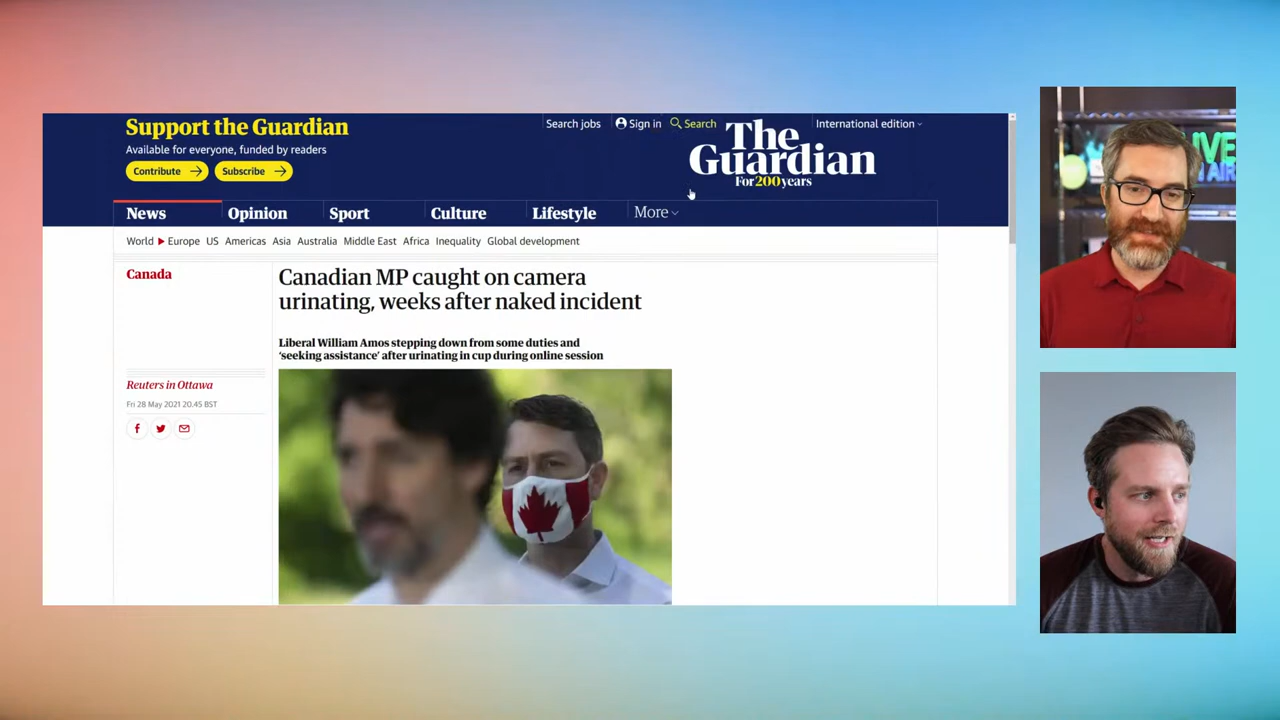 Support the Guardian
Available for everyone, funded by readers
Contribute
Subscribe
Search jobs
Sign in
Search
International edition
The
Guardian
For 200 years
News
Opinion
Sport
Culture
Lifestyle
More
World
Europe
US
Americas
Asia
Australia
Middle East
Africa
Inequality
Global development
Canada
Canadian MP caught on camera
urinating, weeks after naked incident
Liberal William Amos stepping down from some duties and
‘seeking assistance’ after urinating in cup during online session
Reuters in Ottawa
Fri 28 May 2021 20.45 BST
LIVE
ON AIR